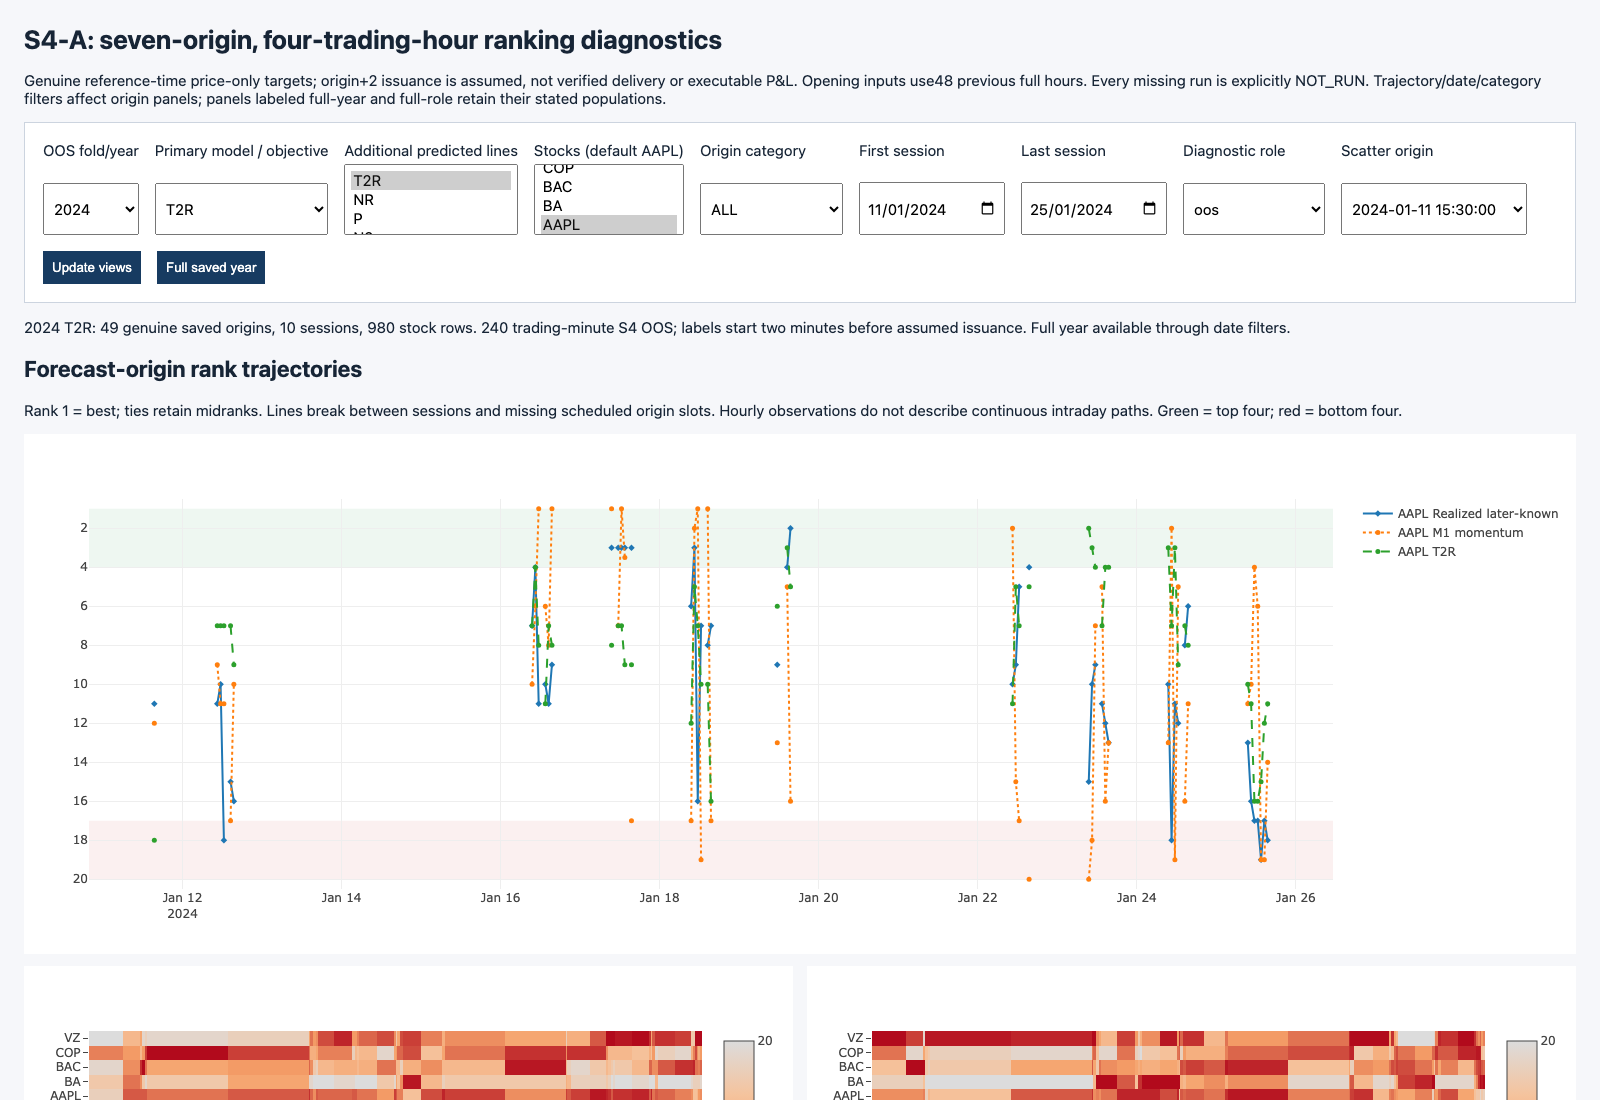 S4-A: seven-origin, four-trading-hour ranking diagnostics
Genuine reference-time price-only targets; origin+2 issuance is assumed, not verified delivery or executable P&L. Opening inputs use48 previous full hours. Every missing run is explicitly NOT_RUN. Trajectory/date/category
filters affect origin panels; panels labeled full-year and full-role retain their stated populations.
OOS fold/year Primary model / objective Additional predicted lines Stocks (default AAPL) Origin category First session Last session Diagnostic role Scatter origin
2024 T2R T2R NR P COP BAC BA AAPL ALL 11/01/2024 25/01/2024 oos 2024-01-11 15:30:00
Update views Full saved year
2024 T2R: 49 genuine saved origins, 10 sessions, 980 stock rows. 240 trading-minute S4 OOS; labels start two minutes before assumed issuance. Full year available through date filters.
Forecast-origin rank trajectories
Rank 1 = best; ties retain midranks. Lines break between sessions and missing scheduled origin slots. Hourly observations do not describe continuous intraday paths. Green = top four; red = bottom four.
AAPL Realized later-known
AAPL M1 momentum
AAPL T2R
2
4
6
8
10
12
14
16
18
20
Jan 12 Jan 14 Jan 16 Jan 18 Jan 20 Jan 22 Jan 24 Jan 26
2024
VZ
COP
BAC
BA
AAPL
20
VZ
COP
BAC
BA
AAPL
20